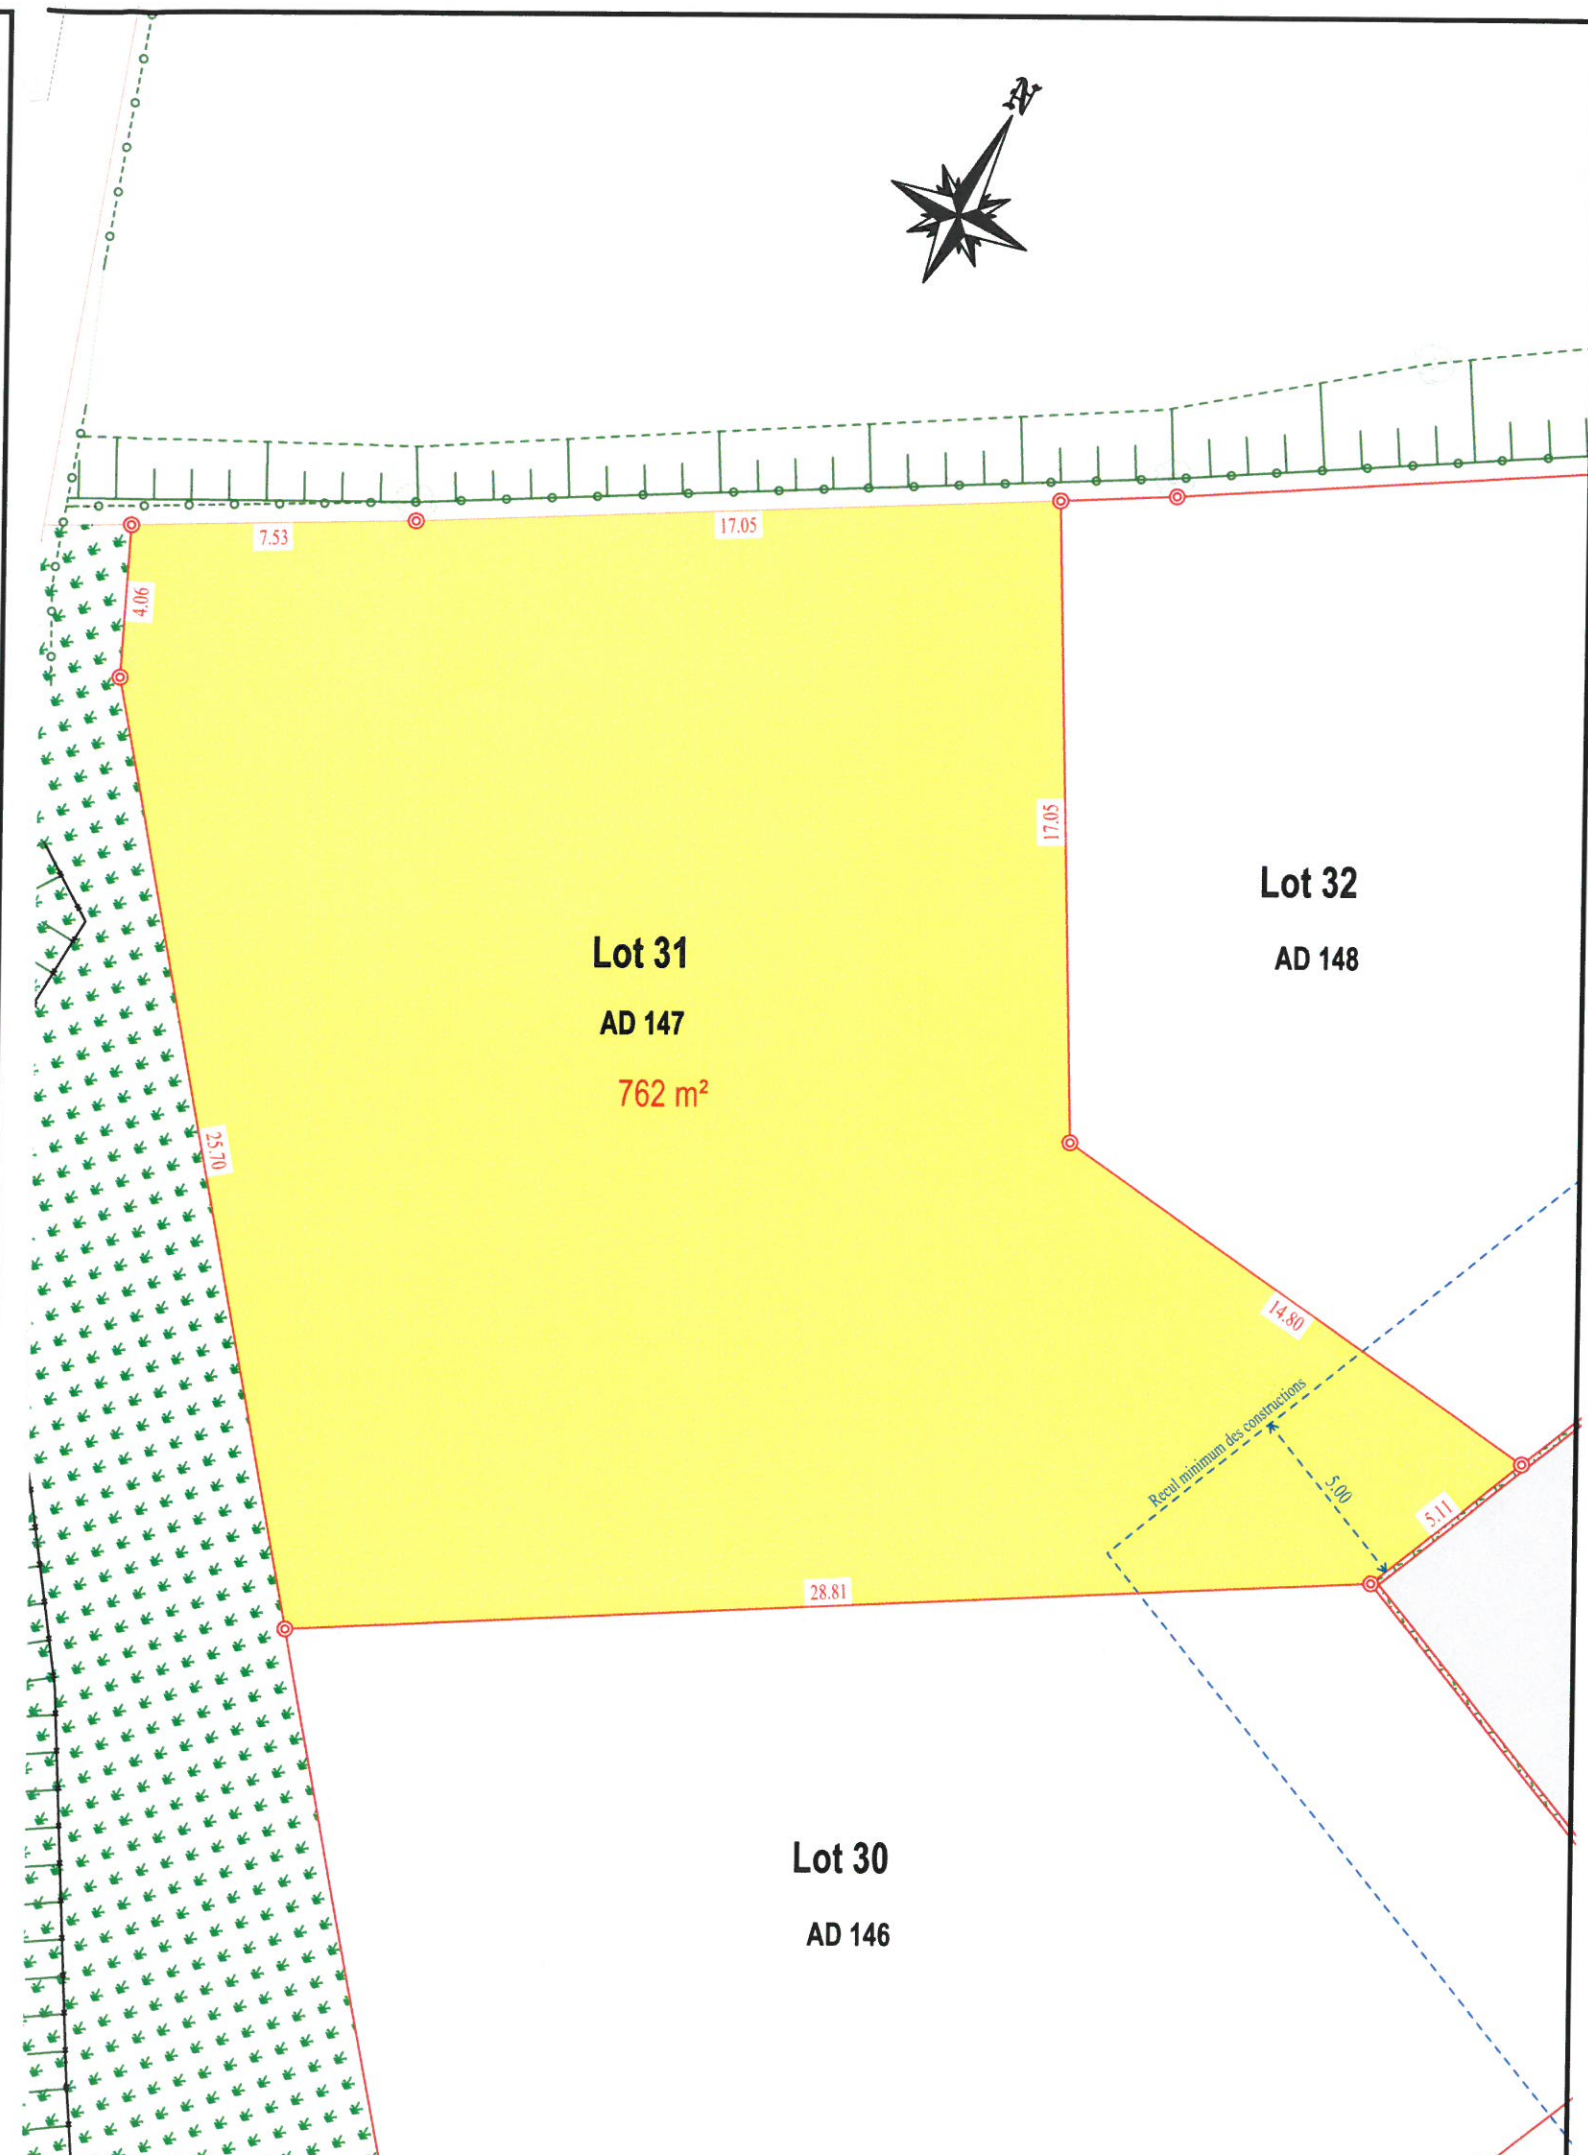 N
7.53
17.05
4.06
17.05
Lot 32
AD 148
Lot 31
AD 147
762 m²
25.70
14.80
Recul minimum des constructions
5.00
5.11
28.81
Lot 30
AD 146